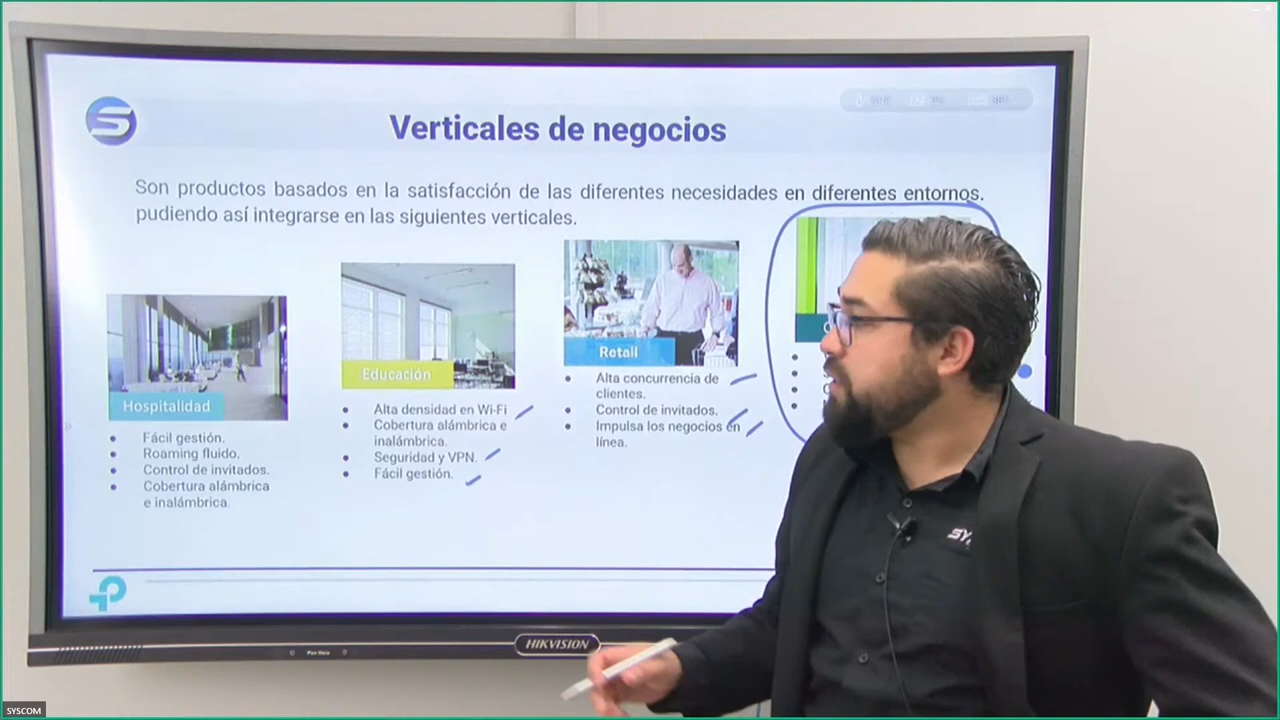 Verticales de negocios
Son productos basados en la satisfacción de las diferentes necesidades en diferentes entornos.
pudiendo así integrarse en las siguientes verticales.
Hospitalidad
Fácil gestión.
Roaming fluido.
Control de invitados.
Cobertura alámbrica
e inalámbrica.
Educación
Alta densidad en Wi-Fi
Cobertura alámbrica e
inalámbrica.
Seguridad y VPN.
Fácil gestión.
Retail
Alta concurrencia de
clientes.
Control de invitados.
Impulsa los negocios en
línea.
HIKVISION
SYSCOM